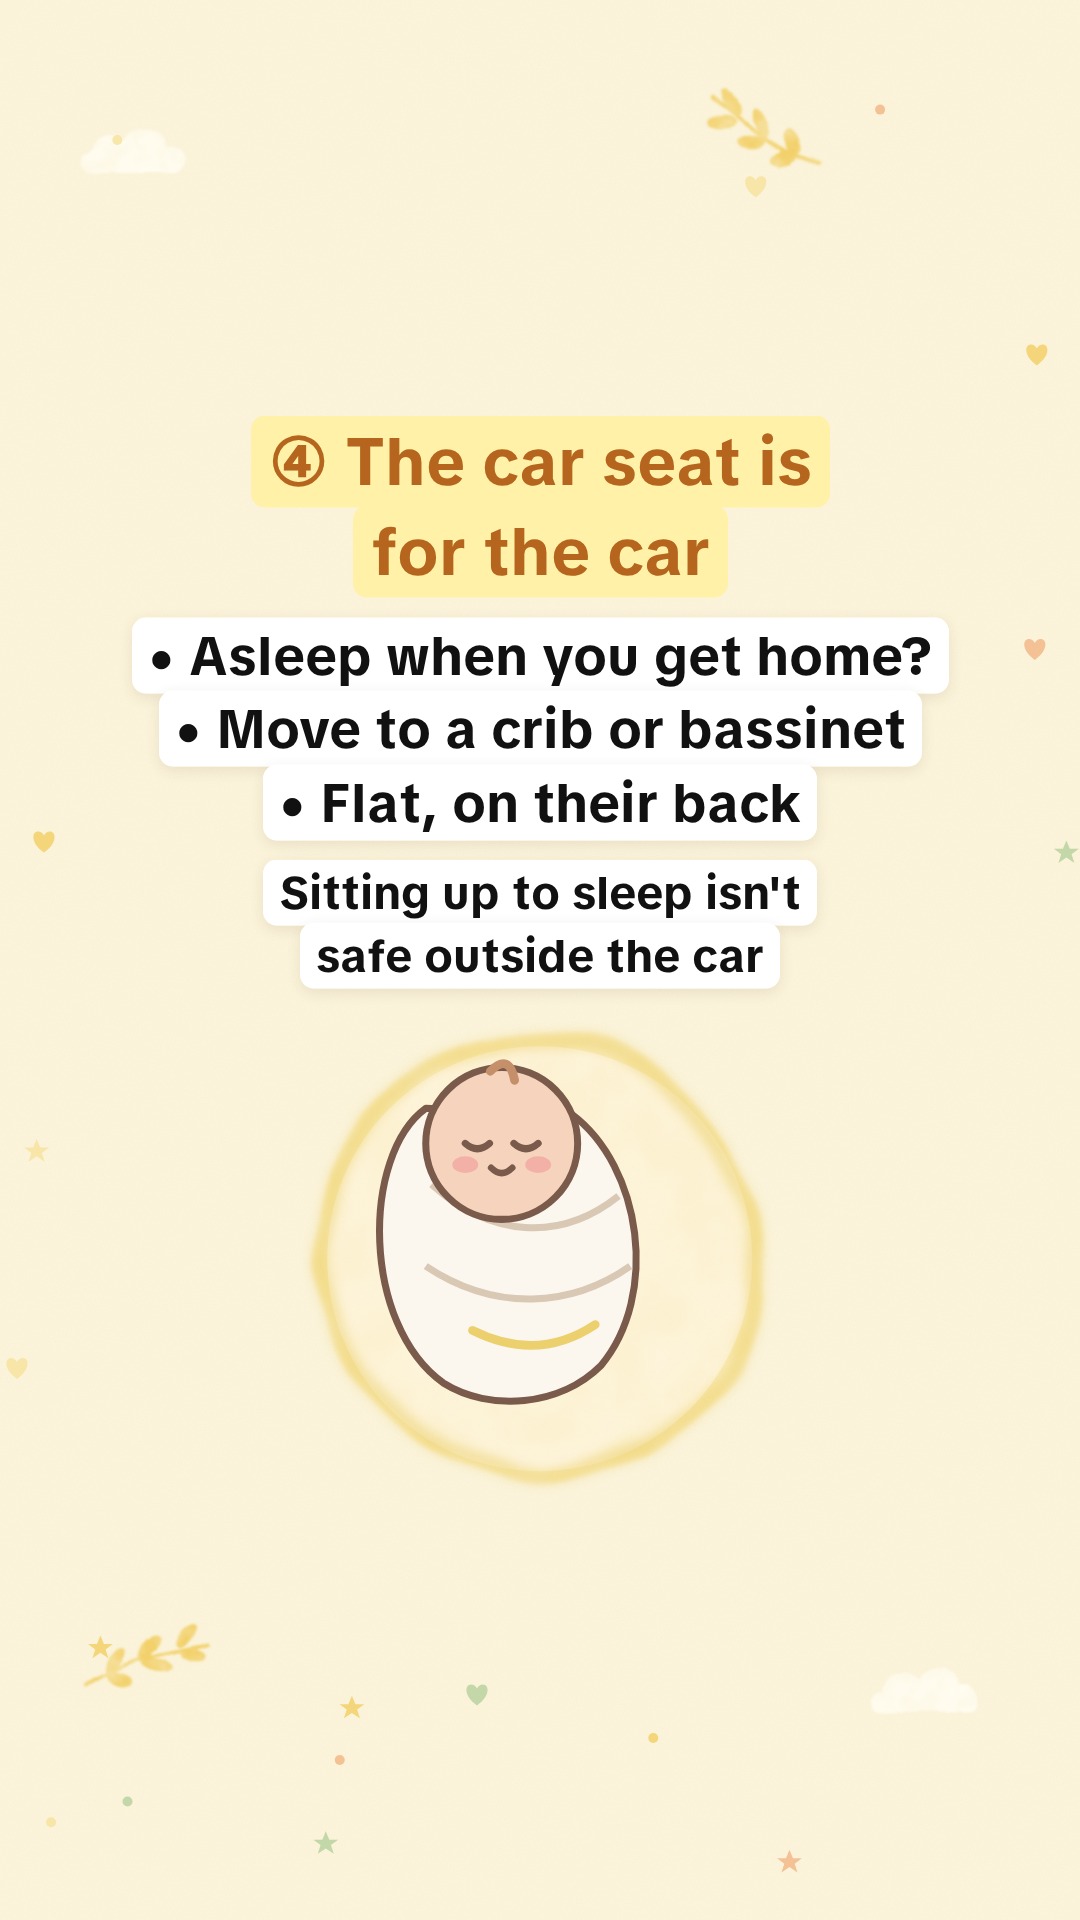 ④ The car seat is
for the car
• Asleep when you get home?
• Move to a crib or bassinet
• Flat, on their back
Sitting up to sleep isn't
safe outside the car